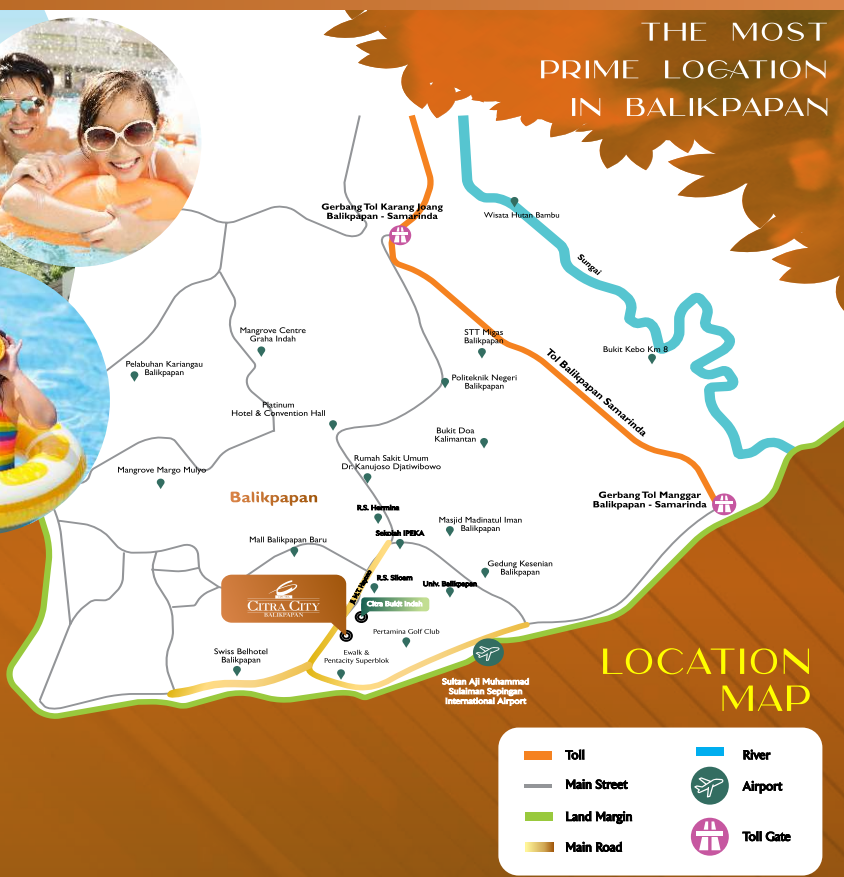 THE MOST
PRIME LOCATION
IN BALIKPAPAN
Gerbang Tol Karang Joang
Balikpapan - Samarinda
Wisata Hutan Bambu
Sungai
Mangrove Centre
Graha Indah
STT Migas
Balikpapan
Bukit Kebo Km 8
Tol Balikpapan Samarinda
Pelabuhan Kariangau
Balikpapan
Politeknik Negeri
Balikpapan
Platinum
Hotel & Convention Hall
Bukit Doa
Kalimantan
Rumah Sakit Umum
Dr. Kanujoso Djatiwibowo
Mangrove Margo Mulyo
Balikpapan
Gerbang Tol Manggar
Balikpapan - Samarinda
R.S. Hermina
Masjid Madinatul Iman
Balikpapan
Sekolah IPEKA
Mall Balikpapan Baru
Gedung Kesenian
Balikpapan
R.S. Siloam
Univ. Balikpapan
CITRA CITY
BALIKPAPAN
Citra Bukit Indah
Pertamina Golf Club
Swiss Belhotel
Balikpapan
Ewalk &
Pentacity Superblok
Sultan Aji Muhammad
Sulaiman Sepingan
International Airport
LOCATION
MAP
Toll
River
Main Street
Airport
Land Margin
Main Road
Toll Gate